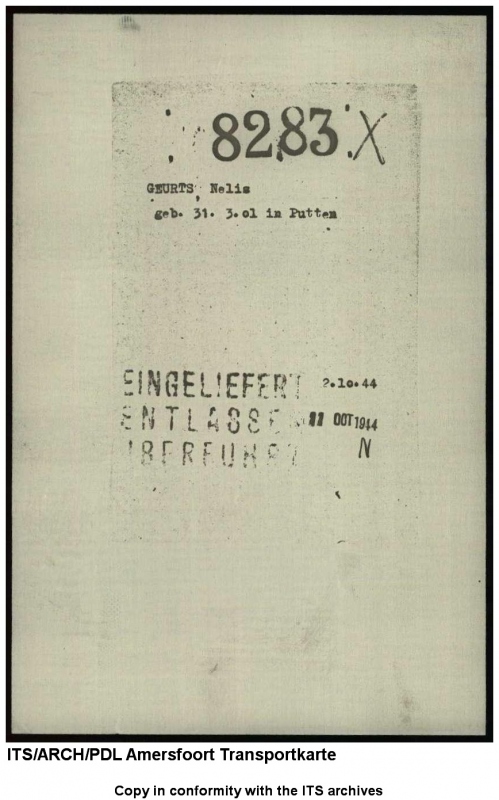 8283 X
GEURTS, Nelis
geb. 31. 3.01 in Putten
EINGELIEFERT 2.10.44
ENTLASSEN 11 OCT 1944
ÜBERFÜHRT N
ITS/ARCH/PDL Amersfoort Transportkarte
Copy in conformity with the ITS archives